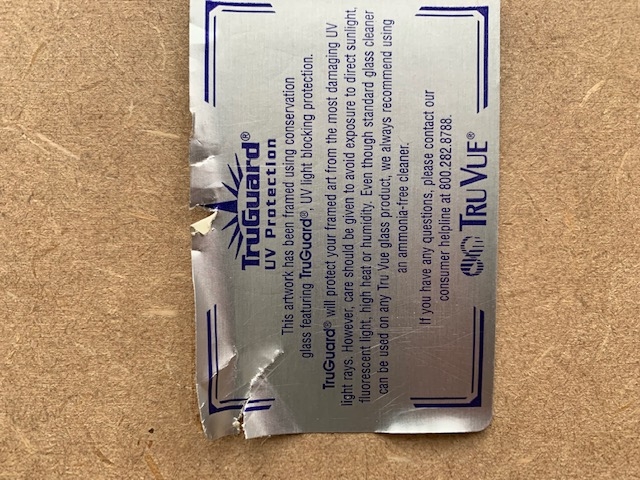 TruGuard®
UV Protection
This artwork has been framed using conservation
glass featuring TruGuard®, UV light blocking protection.
TruGuard® will protect your framed art from the most damaging UV
light rays. However, care should be given to avoid exposure to direct sunlight,
fluorescent light, high heat or humidity. Even though standard glass cleaner
can be used on any Tru Vue glass product, we always recommend using
an ammonia-free cleaner.
If you have any questions, please contact our
consumer helpline at 800.282.8788.
TRU VUE®